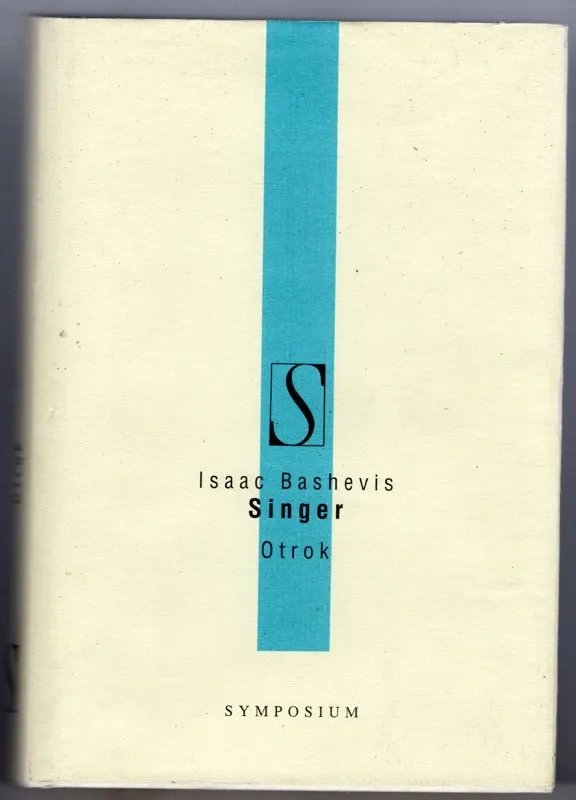 S
Isaac Bashevis
Singer
Otrok
SYMPOSIUM